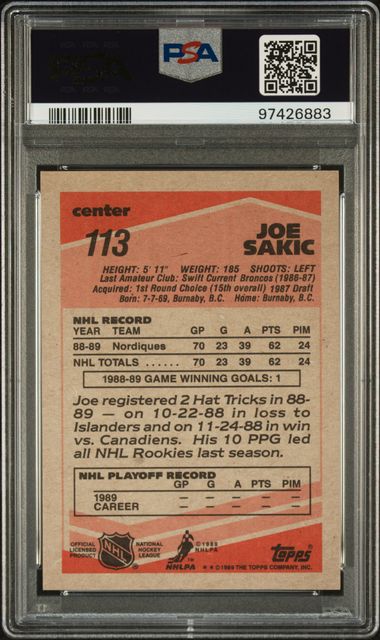 PSA
97426883
center
113
JOE
SAKIC
HEIGHT: 5' 11" WEIGHT: 185 SHOOTS: LEFT
Last Amateur Club: Swift Current Broncos (1986-87)
Acquired: 1st Round Choice (15th overall) 1987 Draft
Born: 7-7-69, Burnaby, B.C. Home: Burnaby, B.C.
NHL RECORD
YEAR TEAM GP G A PTS PIM
88-89 Nordiques 70 23 39 62 24
NHL TOTALS ...... 70 23 39 62 24
1988-89 GAME WINNING GOALS: 1
Joe registered 2 Hat Tricks in 88-
89 — on 10-22-88 in loss to
Islanders and on 11-24-88 in win
vs. Canadiens. His 10 PPG led
all NHL Rookies last season.
NHL PLAYOFF RECORD
GP G A PTS PIM
1989 — — — — —
CAREER — — — — —
OFFICIAL
LICENSED
PRODUCT
NHL
NATIONAL
HOCKEY
LEAGUE
NHLPA
©1989
NHLPA
topps
* * ©1989 THE TOPPS COMPANY, INC.